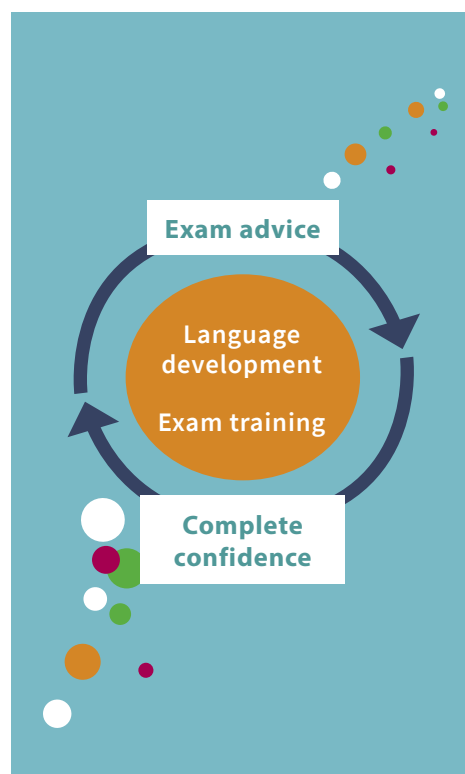 Exam advice
Language
development
Exam training
Complete
confidence